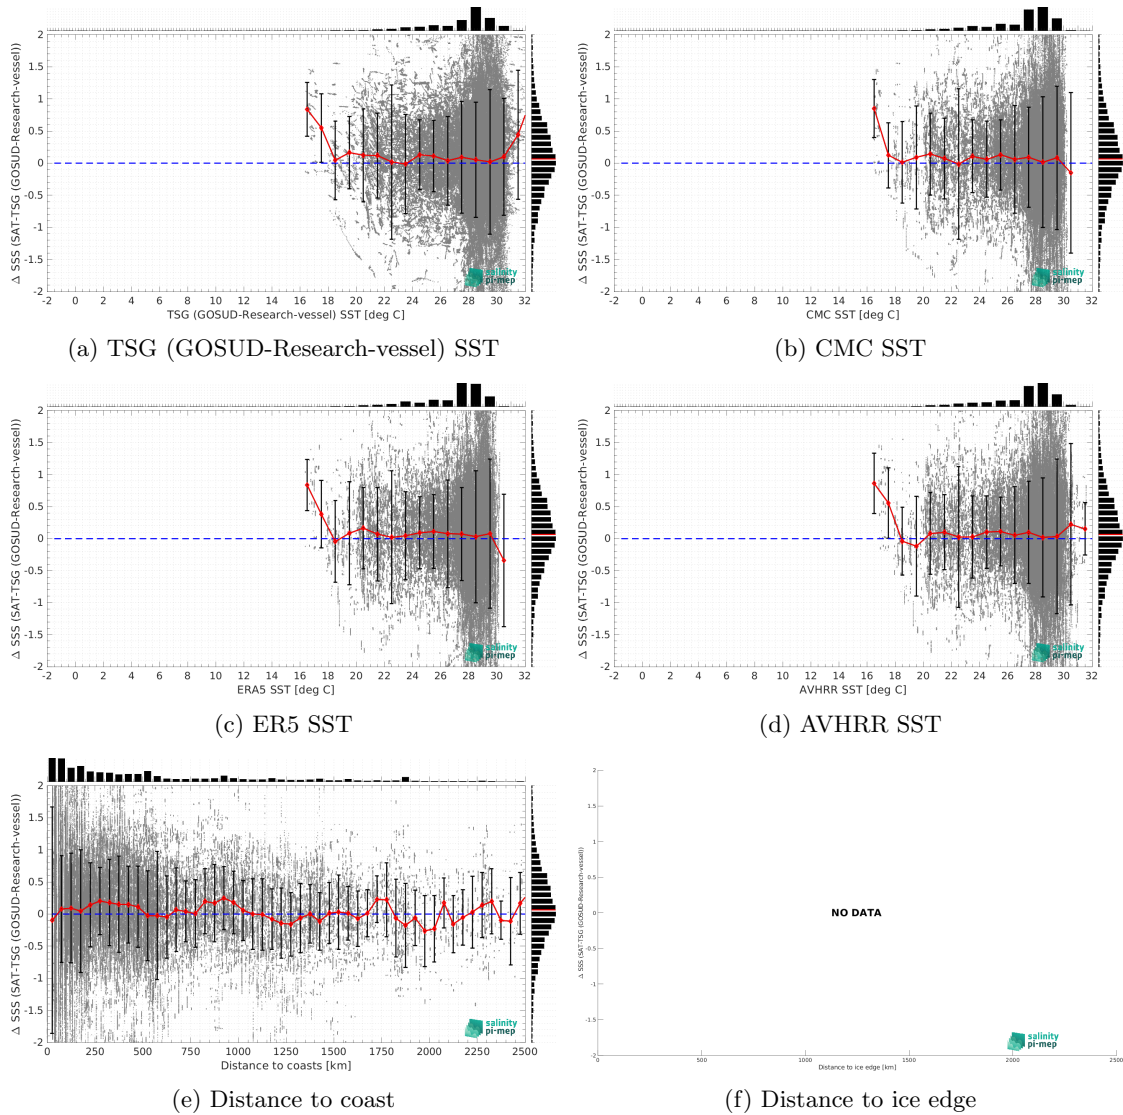 Δ SSS (SAT-TSG (GOSUD-Research-vessel))
2
1.5
1
0.5
0
-0.5
-1
-1.5
-2
-2 0 2 4 6 8 10 12 14 16 18 20 22 24 26 28 30 32
TSG (GOSUD-Research-vessel) SST [deg C]
salinity
pi-mep
(a) TSG (GOSUD-Research-vessel) SST
Δ SSS (SAT-TSG (GOSUD-Research-vessel))
2
1.5
1
0.5
0
-0.5
-1
-1.5
-2
-2 0 2 4 6 8 10 12 14 16 18 20 22 24 26 28 30 32
CMC SST [deg C]
salinity
pi-mep
(b) CMC SST
Δ SSS (SAT-TSG (GOSUD-Research-vessel))
2
1.5
1
0.5
0
-0.5
-1
-1.5
-2
-2 0 2 4 6 8 10 12 14 16 18 20 22 24 26 28 30 32
ERA5 SST [deg C]
salinity
pi-mep
(c) ER5 SST
Δ SSS (SAT-TSG (GOSUD-Research-vessel))
2
1.5
1
0.5
0
-0.5
-1
-1.5
-2
-2 0 2 4 6 8 10 12 14 16 18 20 22 24 26 28 30 32
AVHRR SST [deg C]
salinity
pi-mep
(d) AVHRR SST
Δ SSS (SAT-TSG (GOSUD-Research-vessel))
2
1.5
1
0.5
0
-0.5
-1
-1.5
-2
0 250 500 750 1000 1250 1500 1750 2000 2250 2500
Distance to coasts [km]
salinity
pi-mep
(e) Distance to coast
Δ SSS (SAT-TSG (GOSUD-Research-vessel))
2
1.5
1
0.5
0
-0.5
-1
-1.5
-2
NO DATA
0 500 1000 1500 2000 2500
Distance to ice edge [km]
salinity
pi-mep
(f) Distance to ice edge